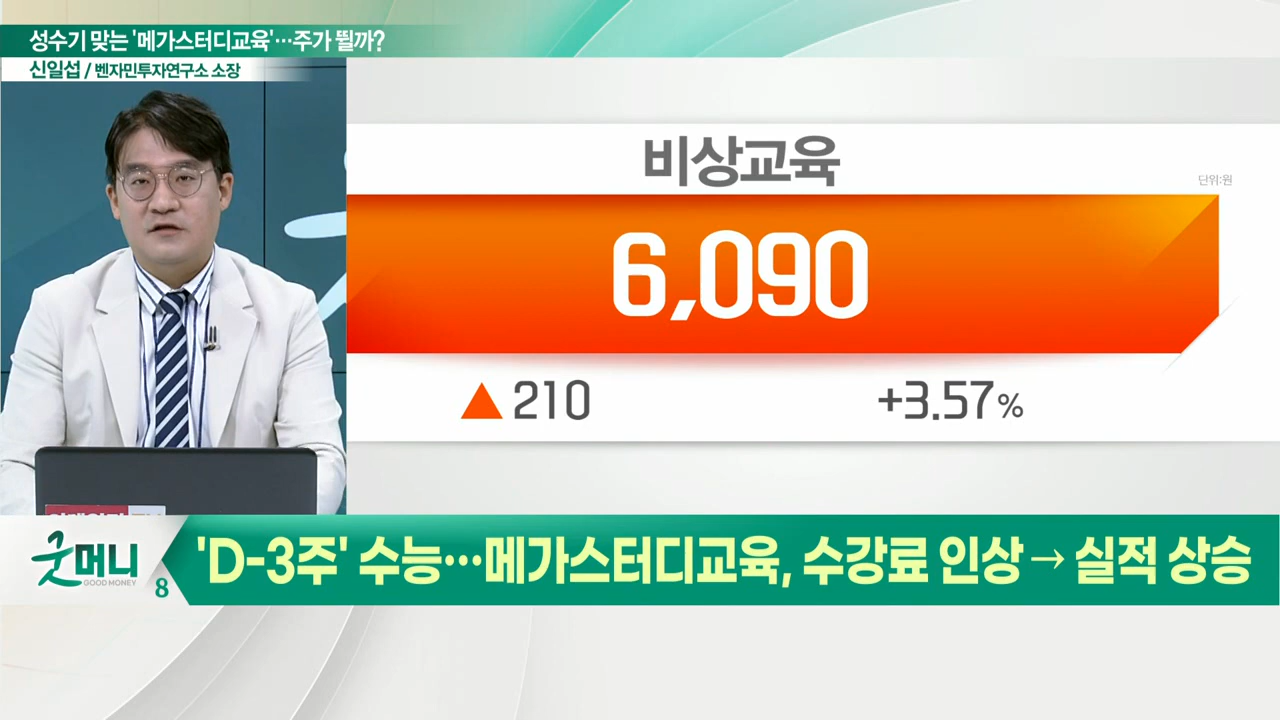 성수기 맞는 '메가스터디교육'…주가 뛸까?
신일섭 / 벤자민투자연구소 소장
비상교육
단위:원
6,090
▲210 +3.57%
굿머니
GOOD MONEY
8
'D-3주' 수능…메가스터디교육, 수강료 인상→실적 상승